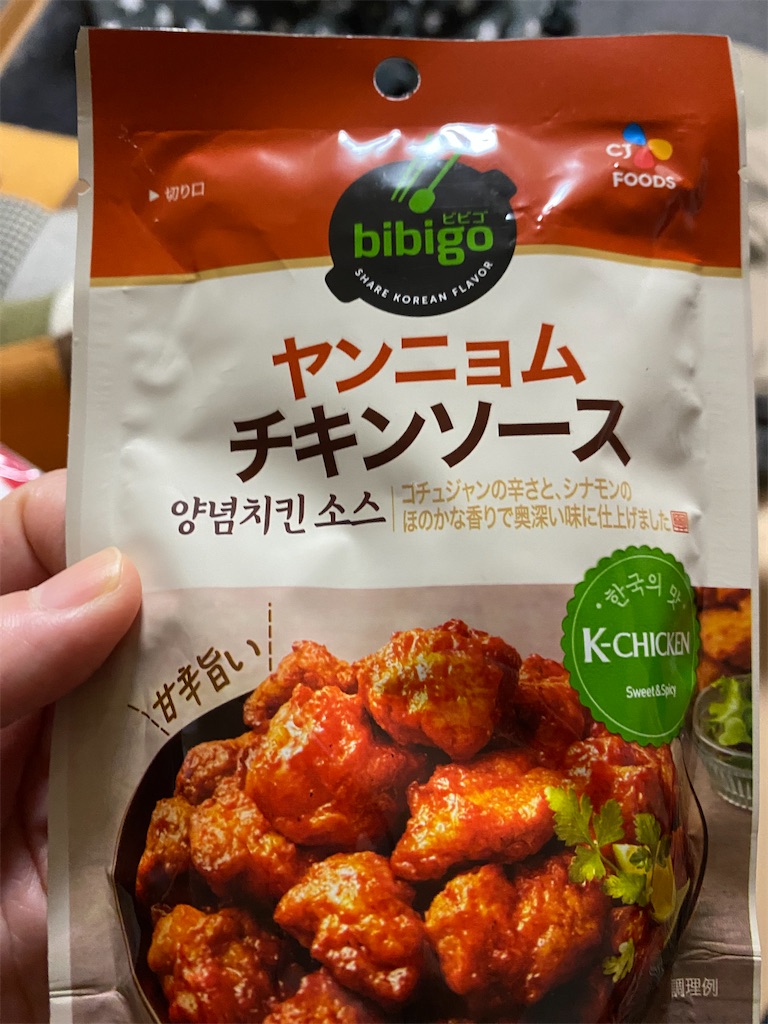 ▶切り口
CJ
FOODS
ビビゴ
bibigo
SHARE KOREAN FLAVOR
ヤンニョム
チキンソース
양념치킨 소스
コチュジャンの辛さと、シナモンの
ほのかな香りで奥深い味に仕上げました
·한국의 맛·
K-CHICKEN
Sweet&Spicy
甘辛旨い
調理例